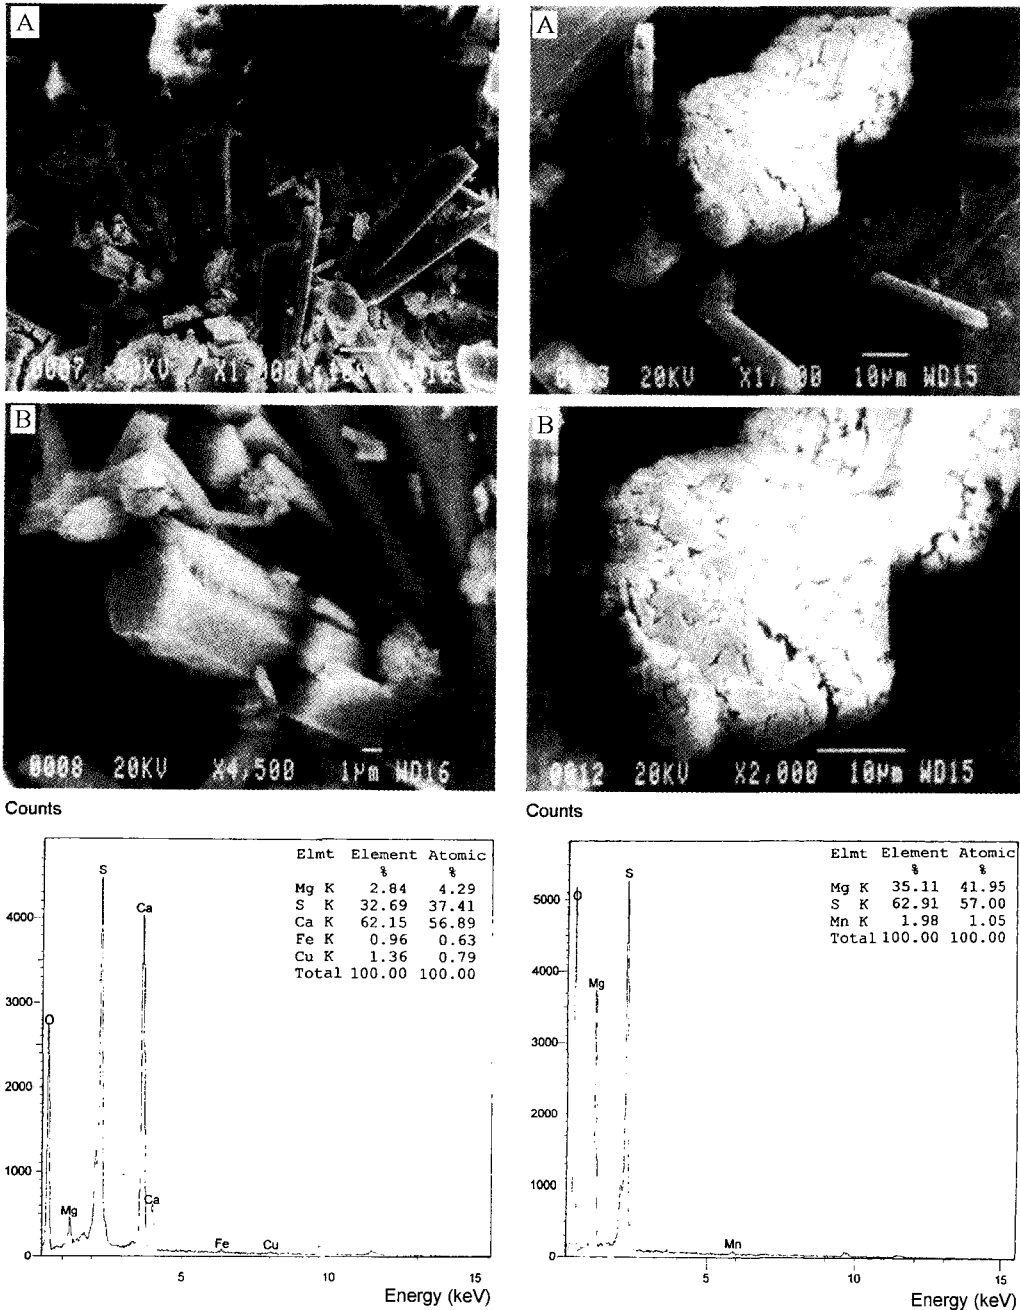 A
0007 20KV X1,000 10µm WD16
B
0008 20KV X4,500 1µm WD16
Counts
Elmt Element Atomic
% %
Mg K 2.84 4.29
S K 32.69 37.41
Ca K 62.15 56.89
Fe K 0.96 0.63
Cu K 1.36 0.79
Total 100.00 100.00
S
Ca
4000
3000
O
2000
1000
Mg
Ca
Fe
Cu
0
5
10
15
Energy (keV)
A
20KV 10µm WD15
B
0012 20KV X2,000 10µm WD15
Counts
Elmt Element Atomic
% %
Mg K 35.11 41.95
S K 62.91 57.00
Mn K 1.98 1.05
Total 100.00 100.00
S
5000
O
Mg
4000
3000
2000
1000
Mn
0
5
10
15
Energy (keV)